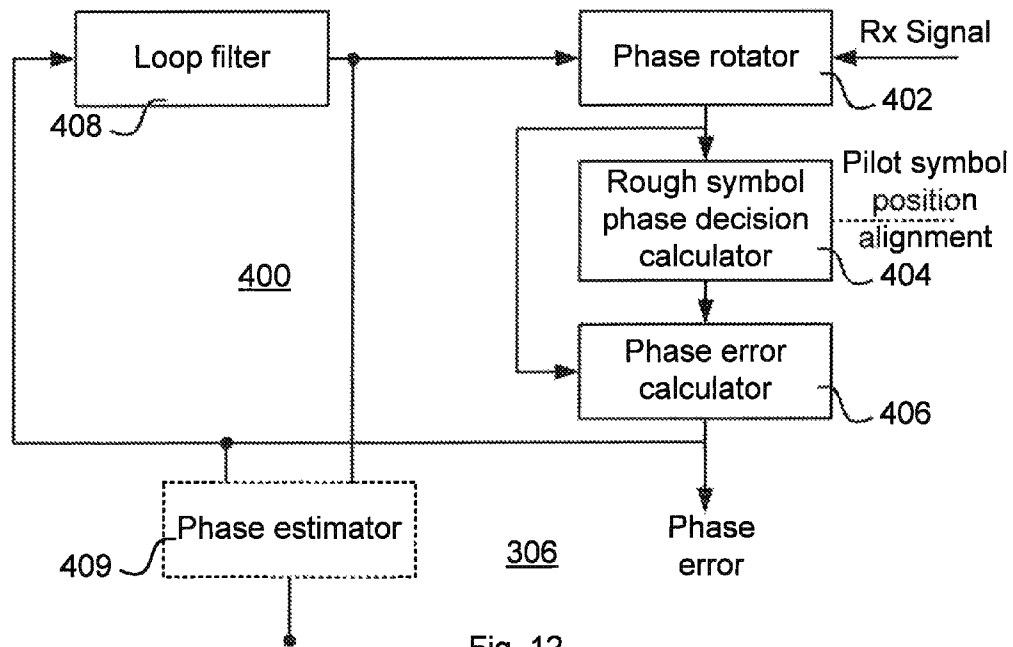 Loop filter
408
Phase rotator
Rx Signal
402
Rough symbol
phase decision
calculator
Pilot symbol
position
alignment
404
400
Phase error
calculator
406
Phase estimator
409
306
Phase
error
Fig. 12